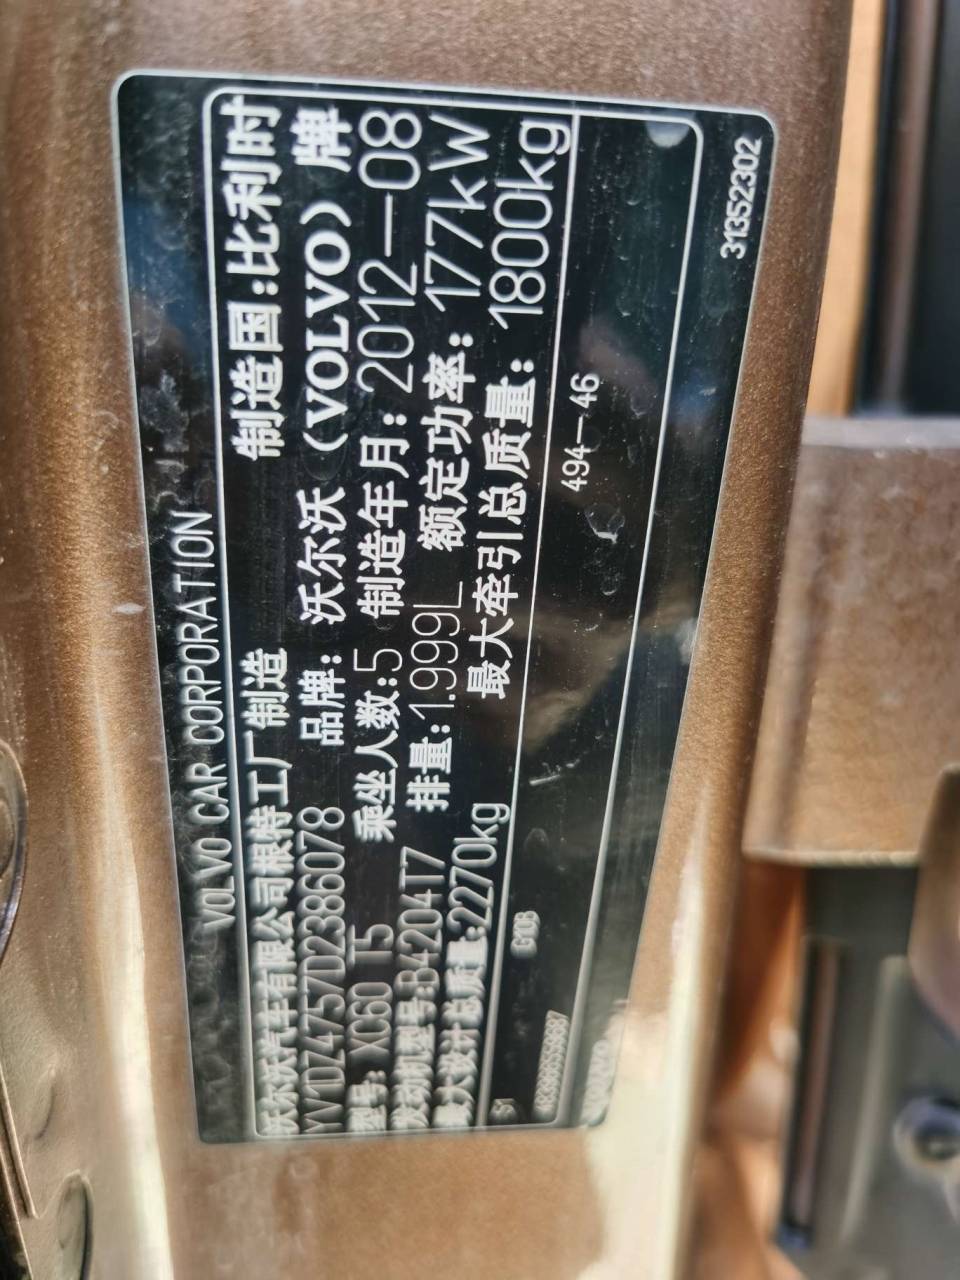 VOLVO CAR CORPORATION
沃尔沃汽车有限公司根特工厂制造 制造国:比利时
YV1DZ4757D2386078 品牌: 沃尔沃（VOLVO）牌
型号: XC60 T5 乘坐人数:5 制造年月:2012—08
发动机型号:B4204T7 排量:1.999L 额定功率: 177kW
最大设计总质量:2270kg 最大牵引总质量: 1800kg
S1 G106 494—46
31352302